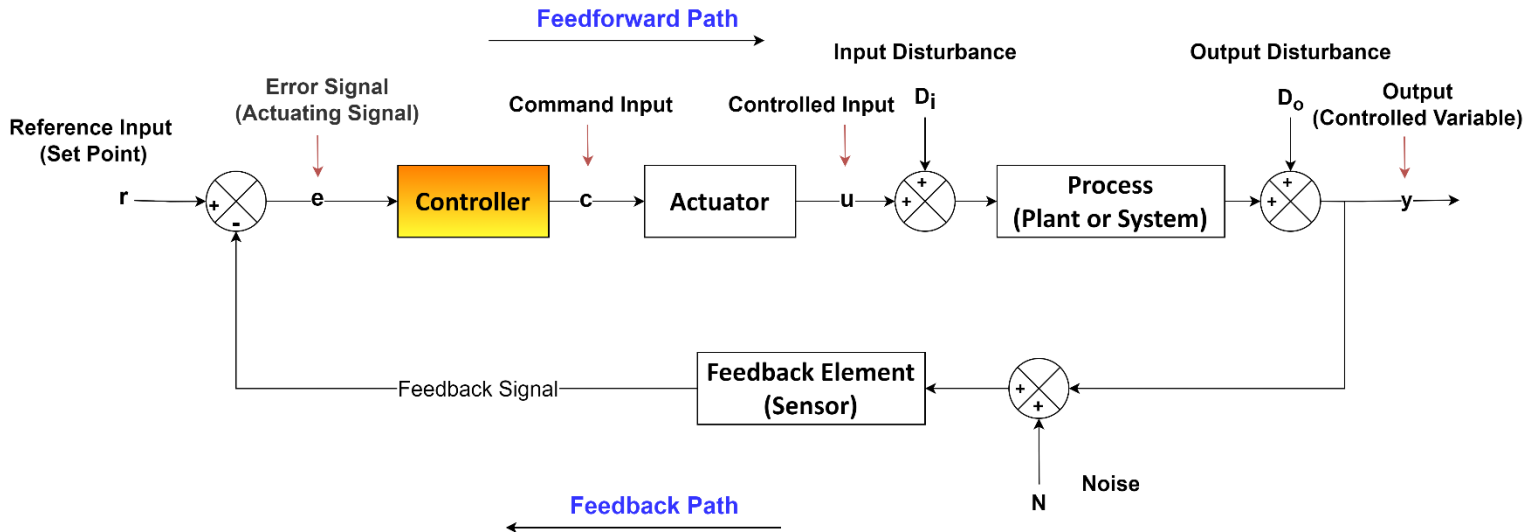 Feedforward Path
Input Disturbance
Output Disturbance
Error Signal
(Actuating Signal)
Command Input
Controlled Input
Di
Do
Output
(Controlled Variable)
Reference Input
(Set Point)
r
+
-
e
Controller
c
Actuator
u
+
+
Process
(Plant or System)
+
+
y
Feedback Signal
Feedback Element
(Sensor)
+
+
N
Noise
Feedback Path